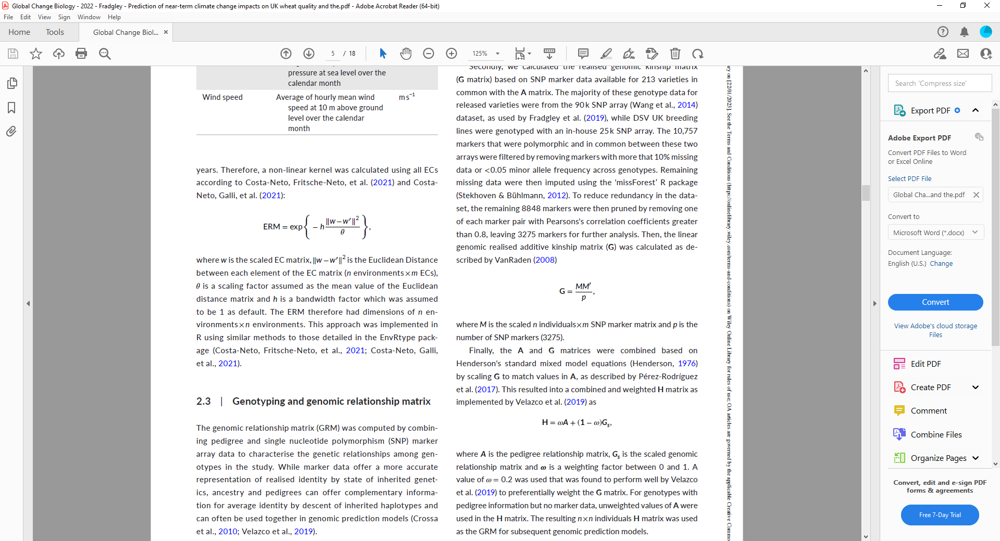 Global Change Biology - 2022 - Fradgley - Prediction of near-term climate change impacts on UK wheat quality and the.pdf - Adobe Acrobat Reader (64-bit)
File Edit View Sign Window Help
Home Tools Global Change Biol... ×
5 / 18 125%
pressure at sea level over the
calendar month
Wind speed Average of hourly mean wind m s⁻¹
speed at 10 m above ground
level over the calendar
month
years. Therefore, a non-linear kernel was calculated using all ECs
according to Costa-Neto, Fritsche-Neto, et al. (2021) and Costa-
Neto, Galli, et al. (2021):
ERM = exp{ − h ‖w−w′‖² / θ },
where w is the scaled EC matrix, ‖w − w′‖² is the Euclidean Distance
between each element of the EC matrix (n environments × m ECs),
θ is a scaling factor assumed as the mean value of the Euclidean
distance matrix and h is a bandwidth factor which was assumed
to be 1 as default. The ERM therefore had dimensions of n en-
vironments × n environments. This approach was implemented in
R using similar methods to those detailed in the EnvRtype pack-
age (Costa-Neto, Fritsche-Neto, et al., 2021; Costa-Neto, Galli,
et al., 2021).
2.3 | Genotyping and genomic relationship matrix
The genomic relationship matrix (GRM) was computed by combin-
ing pedigree and single nucleotide polymorphism (SNP) marker
array data to characterise the genetic relationships among gen-
otypes in the study. While marker data offer a more accurate
representation of realised identity by state of inherited genet-
ics, ancestry and pedigrees can offer complementary informa-
tion for average identity by descent of inherited haplotypes and
can often be used together in genomic prediction models (Crossa
et al., 2010; Velazco et al., 2019).
Secondly, we calculated the realised genomic kinship matrix
(G matrix) based on SNP marker data available for 213 varieties in
common with the A matrix. The majority of these genotype data for
released varieties were from the 90 k SNP array (Wang et al., 2014)
dataset, as used by Fradgley et al. (2019), while DSV UK breeding
lines were genotyped with an in-house 25 k SNP array. The 10,757
markers that were polymorphic and in common between these two
arrays were filtered by removing markers with more that 10% missing
data or <0.05 minor allele frequency across genotypes. Remaining
missing data were then imputed using the ‘missForest’ R package
(Stekhoven & Bühlmann, 2012). To reduce redundancy in the data-
set, the remaining 8848 markers were then pruned by removing one
of each marker pair with Pearsons's correlation coefficients greater
than 0.8, leaving 3275 markers for further analysis. Then, the linear
genomic realised additive kinship matrix (G) was calculated as de-
scribed by VanRaden (2008)
G = MM′ / p,
where M is the scaled n individuals × m SNP marker matrix and p is the
number of SNP markers (3275).
Finally, the A and G matrices were combined based on
Henderson's standard mixed model equations (Henderson, 1976)
by scaling G to match values in A, as described by Pérez-Rodríguez
et al. (2017). This resulted into a combined and weighted H matrix as
implemented by Velazco et al. (2019) as
H = ωA + (1 − ω)Gₛ,
where A is the pedigree relationship matrix, Gₛ is the scaled genomic
relationship matrix and ω is a weighting factor between 0 and 1. A
value of ω = 0.2 was used that was found to perform well by Velazco
et al. (2019) to preferentially weight the G matrix. For genotypes with
pedigree information but no marker data, unweighted values of A were
used in the H matrix. The resulting n × n individuals H matrix was used
as the GRM for subsequent genomic prediction models.
ry on [22/01/2023]. See the Terms and Conditions (https://onlinelibrary.wiley.com/terms-and-conditions) on Wiley Online Library for rules of use; OA articles are governed by the applicable Creative Commo
Search 'Compress size'
Export PDF
Adobe Export PDF
Convert PDF Files to Word
or Excel Online
Select PDF File
Global Cha...and the.pdf
Convert to
Microsoft Word (*.docx)
Document Language:
English (U.S.) Change
Convert
View Adobe's cloud storage
Files
Edit PDF
Create PDF
Comment
Combine Files
Organize Pages
Convert, edit and e-sign PDF
forms & agreements
Free 7-Day Trial